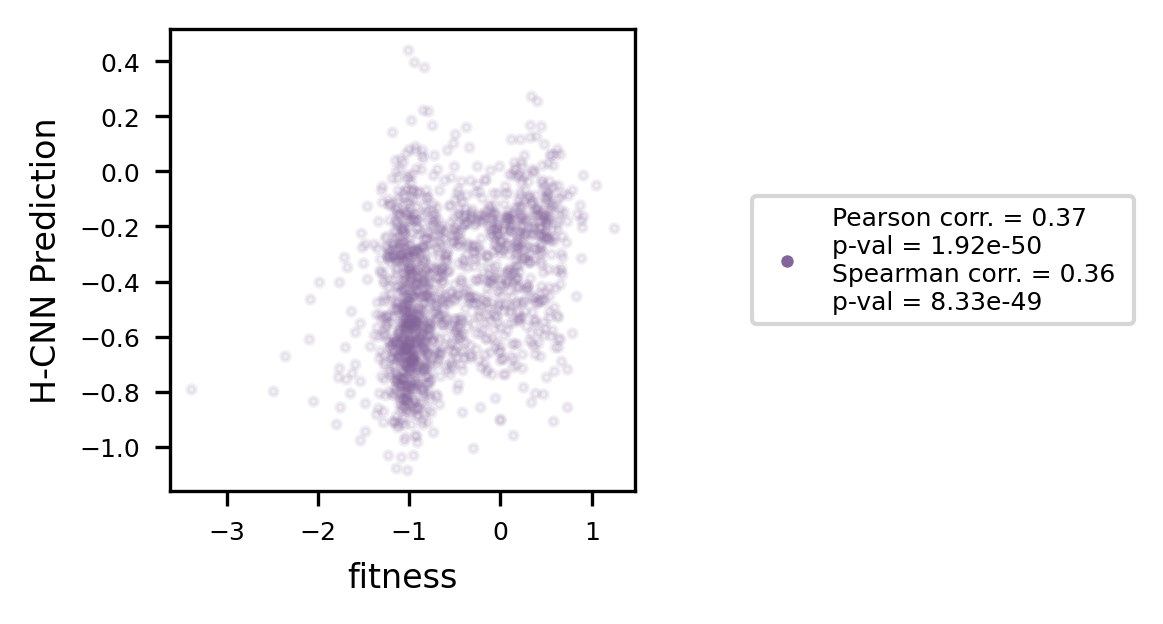 0.4
0.2
0.0
−0.2
−0.4
−0.6
−0.8
−1.0
H-CNN Prediction
−3
−2
−1
0
1
fitness
Pearson corr. = 0.37
p-val = 1.92e-50
Spearman corr. = 0.36
p-val = 8.33e-49